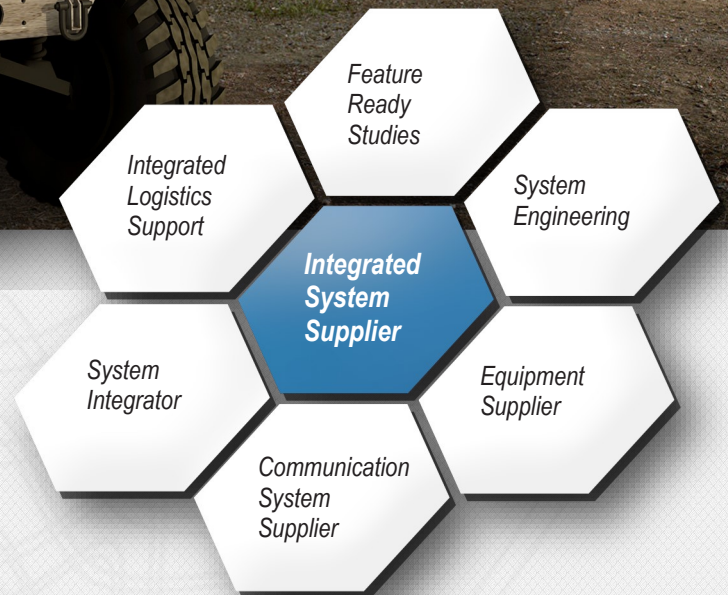 Feature
Ready
Studies
Integrated
Logistics
Support
System
Engineering
Integrated
System
Supplier
System
Integrator
Equipment
Supplier
Communication
System
Supplier